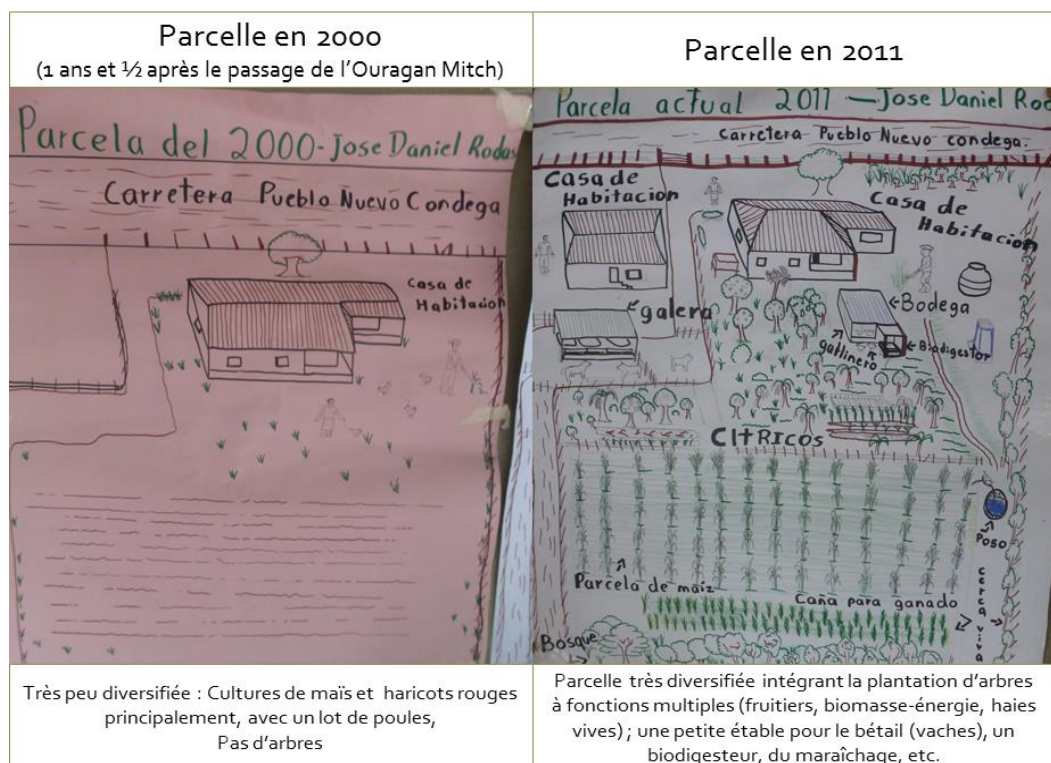 Parcelle en 2000
(1 ans et ½ après le passage de l'Ouragan Mitch)
Parcelle en 2011
Parcela del 2000 - Jose Daniel Rodas
Carretera Pueblo Nuevo Condega
Casa de
Habitacion
Parcela actual 2011 — Jose Daniel Rod
Carretera Pueblo Nuevo condega.
Casa de
Habitacion
Casa de
Habitacion
galera
Bodega
gallinero
Biodigestor
CITRICOS
Poso
Parcela de maiz
Caña para ganado
cerca viva
Bosque
Très peu diversifiée : Cultures de maïs et haricots rouges
principalement, avec un lot de poules,
Pas d'arbres
Parcelle très diversifiée intégrant la plantation d'arbres
à fonctions multiples (fruitiers, biomasse-énergie, haies
vives) ; une petite étable pour le bétail (vaches), un
biodigesteur, du maraîchage, etc.